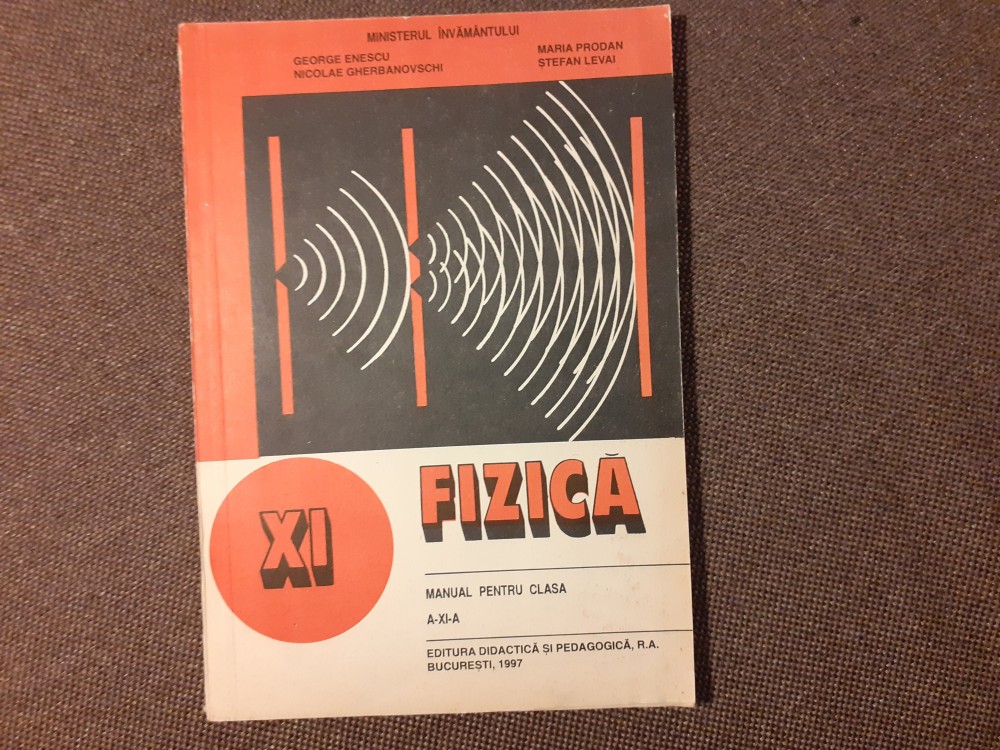 MINISTERUL ÎNVĂMÂNTULUI
GEORGE ENESCU
NICOLAE GHERBANOVSCHI
MARIA PRODAN
ȘTEFAN LEVAI
XI
FIZICĂ
MANUAL PENTRU CLASA
A-XI-A
EDITURA DIDACTICĂ ȘI PEDAGOGICĂ, R.A.
BUCUREȘTI, 1997